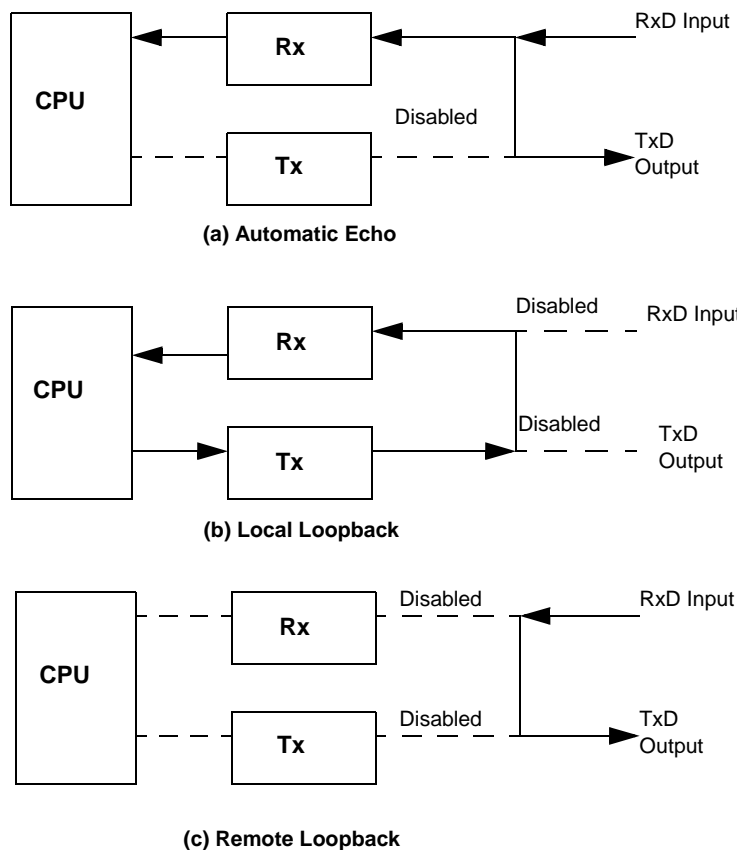 RxD Input
Rx
CPU
Disabled
Tx
TxD
Output
(a) Automatic Echo
Disabled
RxD Input
Rx
CPU
Disabled
TxD
Output
Tx
(b) Local Loopback
Disabled
RxD Input
Rx
CPU
Disabled
TxD
Output
Tx
(c) Remote Loopback